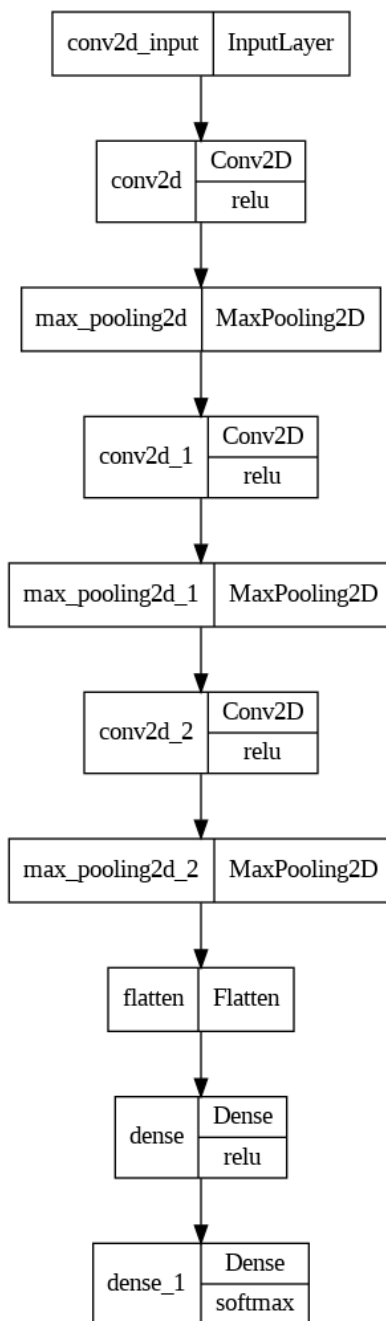 conv2d_input InputLayer
conv2d Conv2D
relu
max_pooling2d MaxPooling2D
conv2d_1 Conv2D
relu
max_pooling2d_1 MaxPooling2D
conv2d_2 Conv2D
relu
max_pooling2d_2 MaxPooling2D
flatten Flatten
dense Dense
relu
dense_1 Dense
softmax